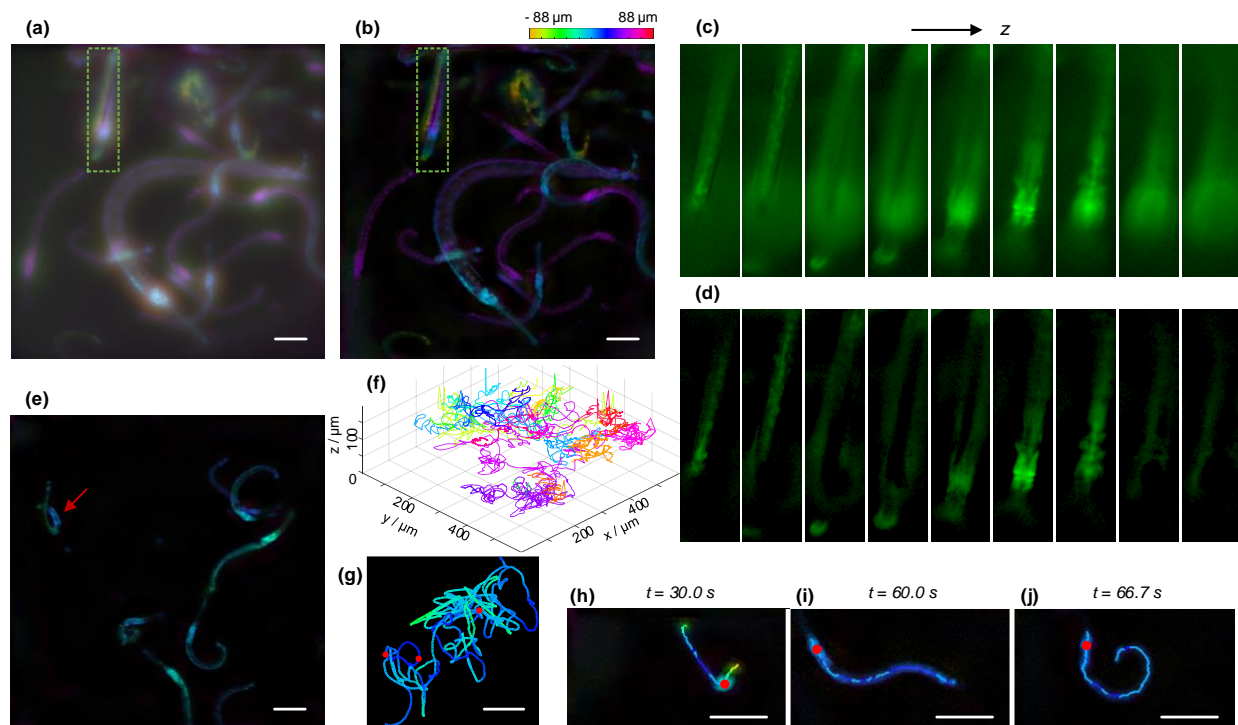 - 88 µm 88 µm
(a) (b) (c) z
(d)
(e) (f)
z / µm
100
0
200
400
y / µm
200
400
x / µm
(g)
(h) t = 30.0 s (i) t = 60.0 s (j) t = 66.7 s